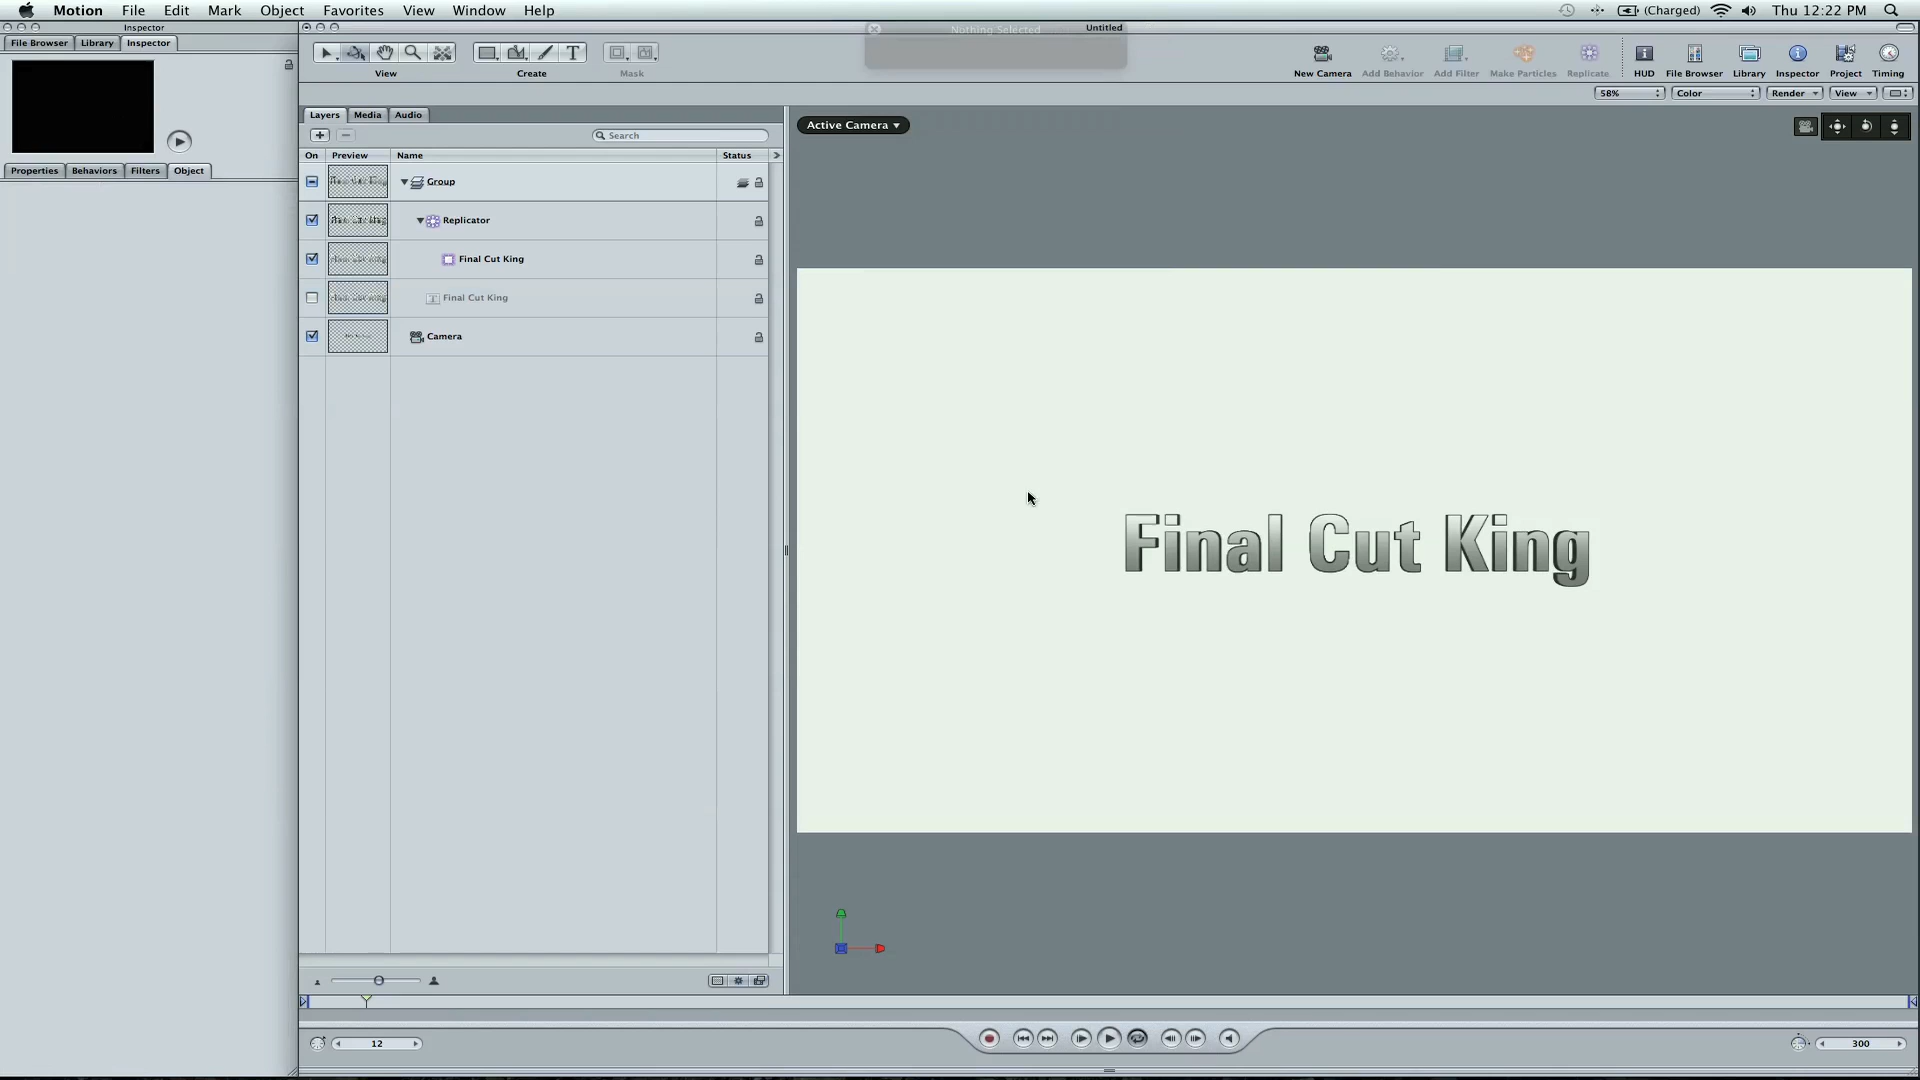 Motion File Edit Mark Object Favorites View Window Help (Charged) Thu 12:22 PM
Inspector
Nothing Selected
Untitled
File Browser Library Inspector
View Create Mask
New Camera Add Behavior Add Filter Make Particles Replicate HUD File Browser Library Inspector Project Timing
58% Color Render View
Layers Media Audio
Search
Active Camera
On Preview Name Status
Properties Behaviors Filters Object
Group
Replicator
Final Cut King
Final Cut King
Camera
Final Cut King
12
300